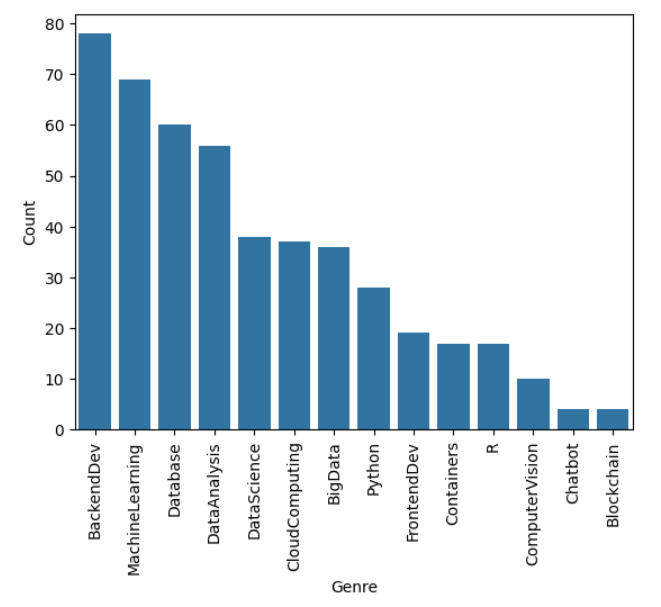 80
70
60
50
40
30
20
10
0
Count
BackendDev
MachineLearning
Database
DataAnalysis
DataScience
CloudComputing
BigData
Python
FrontendDev
Containers
R
ComputerVision
Chatbot
Blockchain
Genre